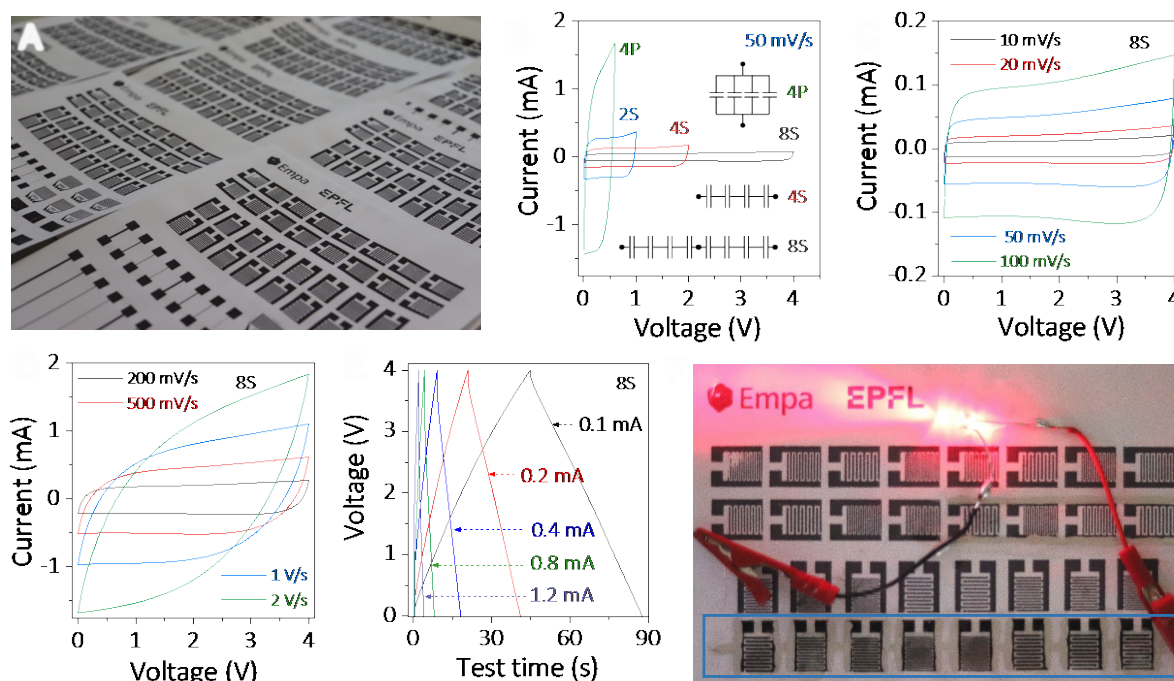 A
Empa EPFL
Empa EPFL
B
2
1
0
-1
Current (mA)
0
1
2
3
4
Voltage (V)
50 mV/s
4P
2S
4S
8S
4P
4S
8S
C
0.2
0.1
0.0
-0.1
-0.2
Current (mA)
0
1
2
3
4
Voltage (V)
10 mV/s
20 mV/s
8S
50 mV/s
100 mV/s
D
2
1
0
-1
Current (mA)
0
1
2
3
4
Voltage (V)
200 mV/s
500 mV/s
8S
1 V/s
2 V/s
E
4
3
2
1
0
Voltage (V)
0
30
60
90
Test time (s)
8S
0.1 mA
0.2 mA
0.4 mA
0.8 mA
1.2 mA
F
Empa EPFL